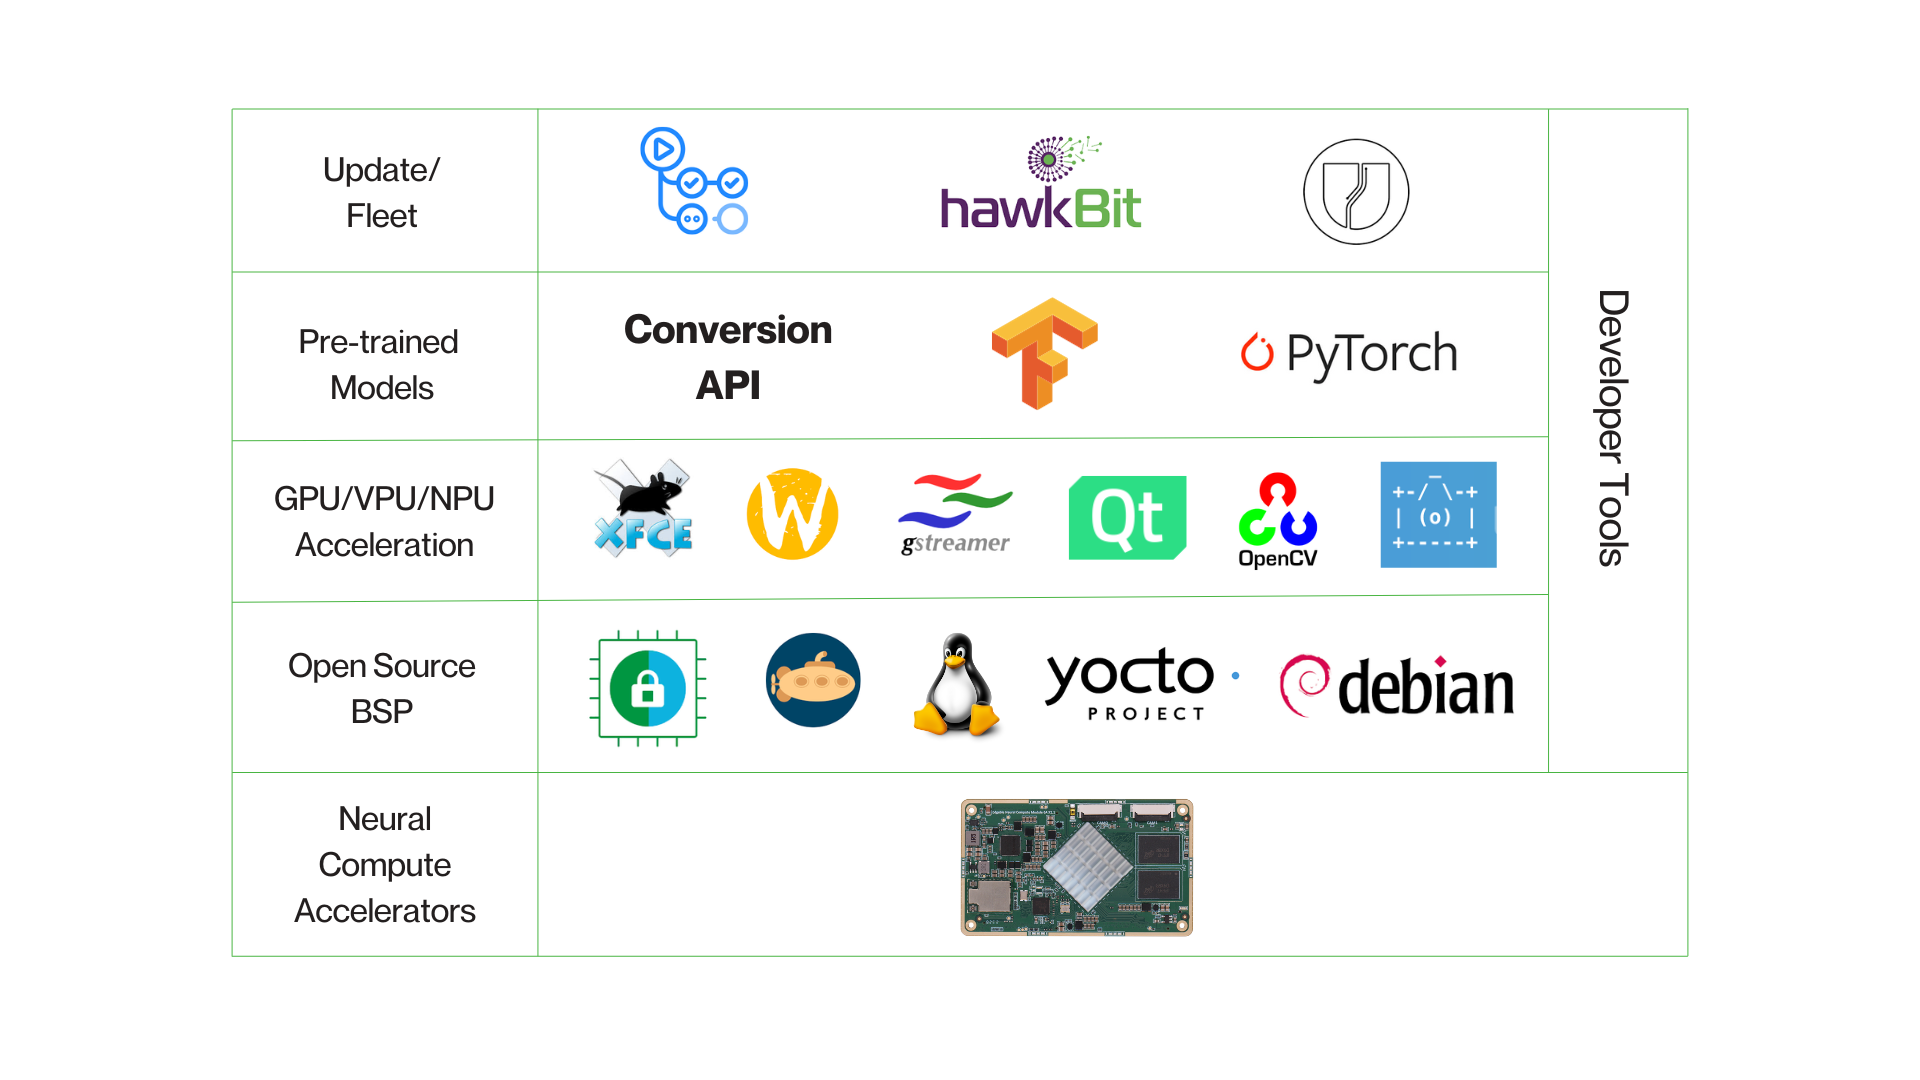 Update/
Fleet
hawkBit
Pre-trained
Models
Conversion
API
PyTorch
GPU/VPU/NPU
Acceleration
XFCE
W
gstreamer
Qt
OpenCV
+-/‾\-+
| (o) |
+-----+
Open Source
BSP
yocto
PROJECT
debian
Neural
Compute
Accelerators
Developer Tools